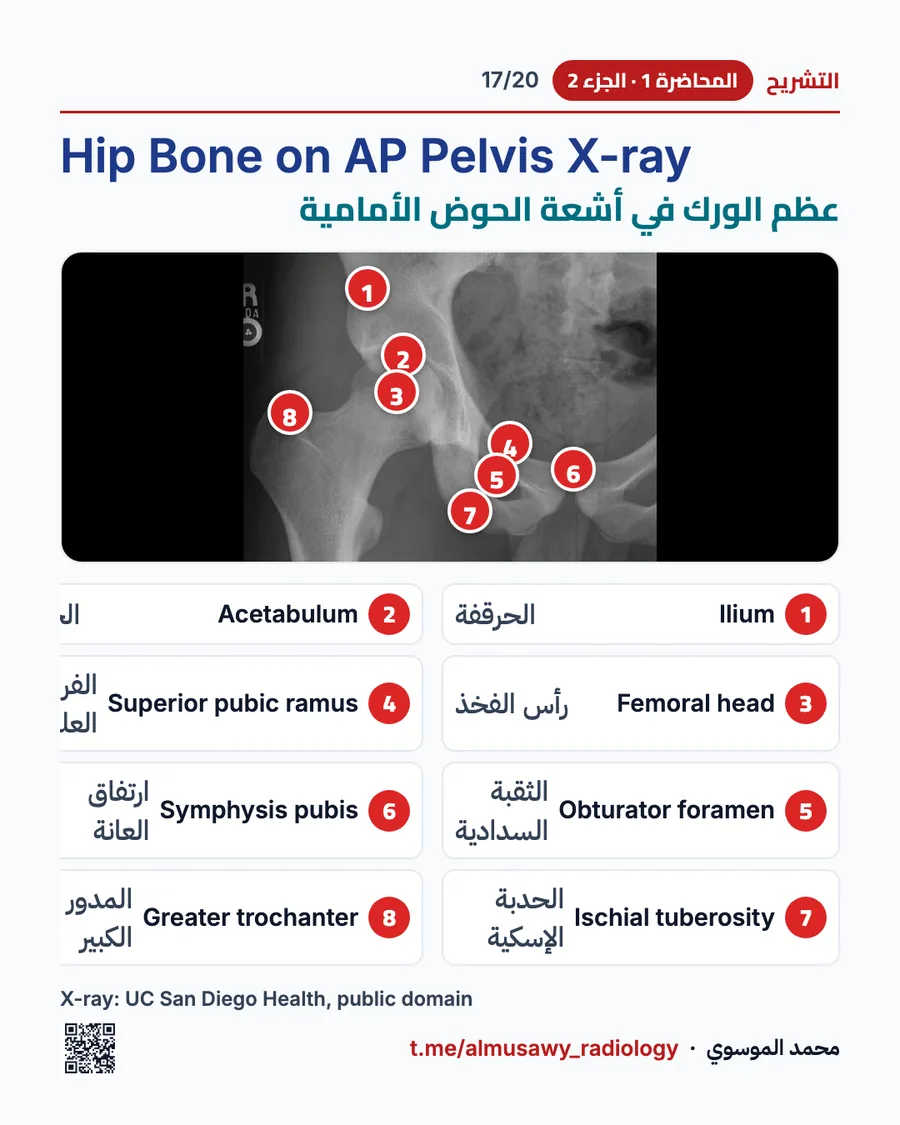 التشريح المحاضرة 1 · الجزء 2 17/20
Hip Bone on AP Pelvis X-ray
عظم الورك في أشعة الحوض الأمامية
R
1
2
3
8
4
5
6
7
1 Ilium الحرقفة
2 Acetabulum
3 Femoral head رأس الفخذ
4 Superior pubic ramus الفر
العلـ
5 Obturator foramen الثقبة
السدادية
6 Symphysis pubis ارتفاق
العانة
7 Ischial tuberosity الحدبة
الإسكية
8 Greater trochanter المدور
الكبير
X-ray: UC San Diego Health, public domain
محمد الموسوي · t.me/almusawy_radiology